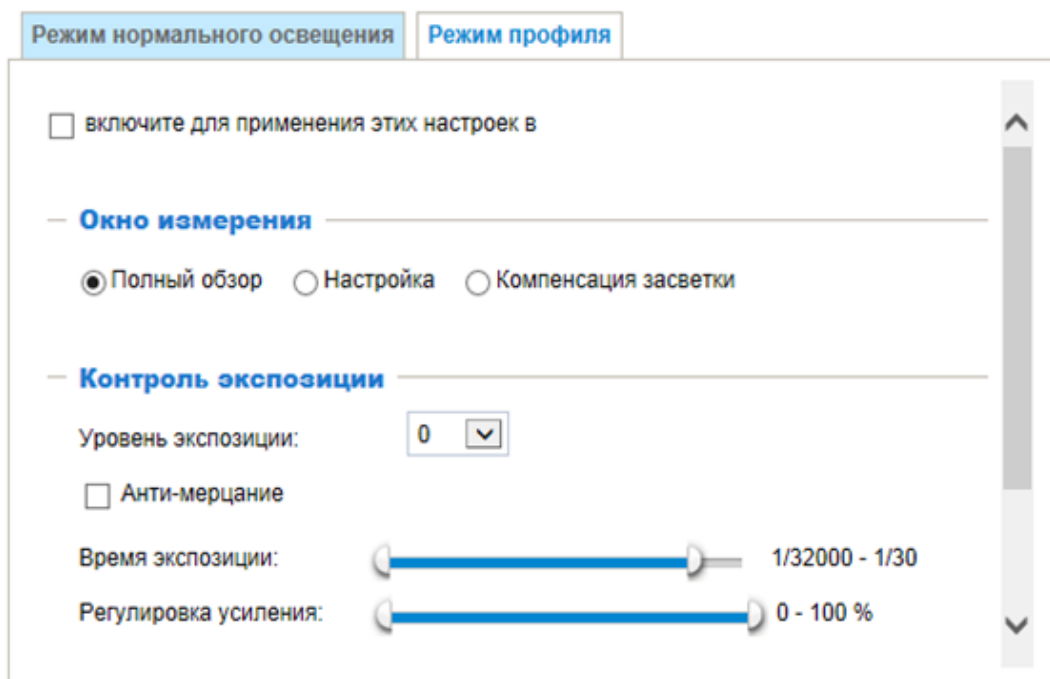 Режим нормального освещения Режим профиля
включите для применения этих настроек в
Окно измерения
Полный обзор Настройка Компенсация засветки
Контроль экспозиции
Уровень экспозиции: 0
Анти-мерцание
Время экспозиции: 1/32000 - 1/30
Регулировка усиления: 0 - 100 %